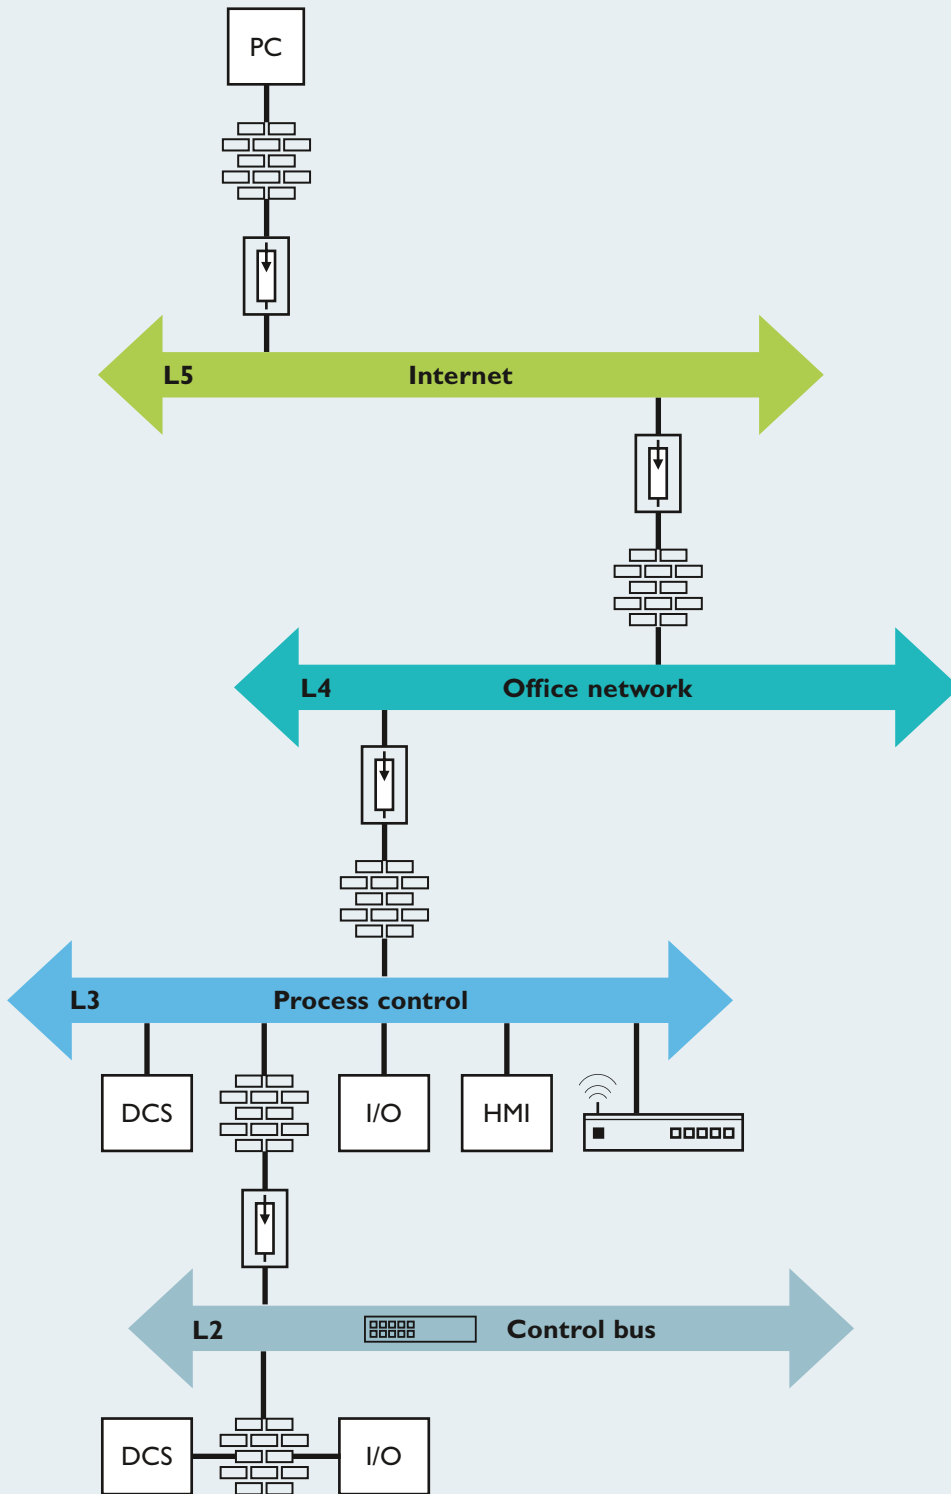 PC
L5 Internet
L4 Office network
L3 Process control
DCS I/O HMI
L2 Control bus
DCS I/O